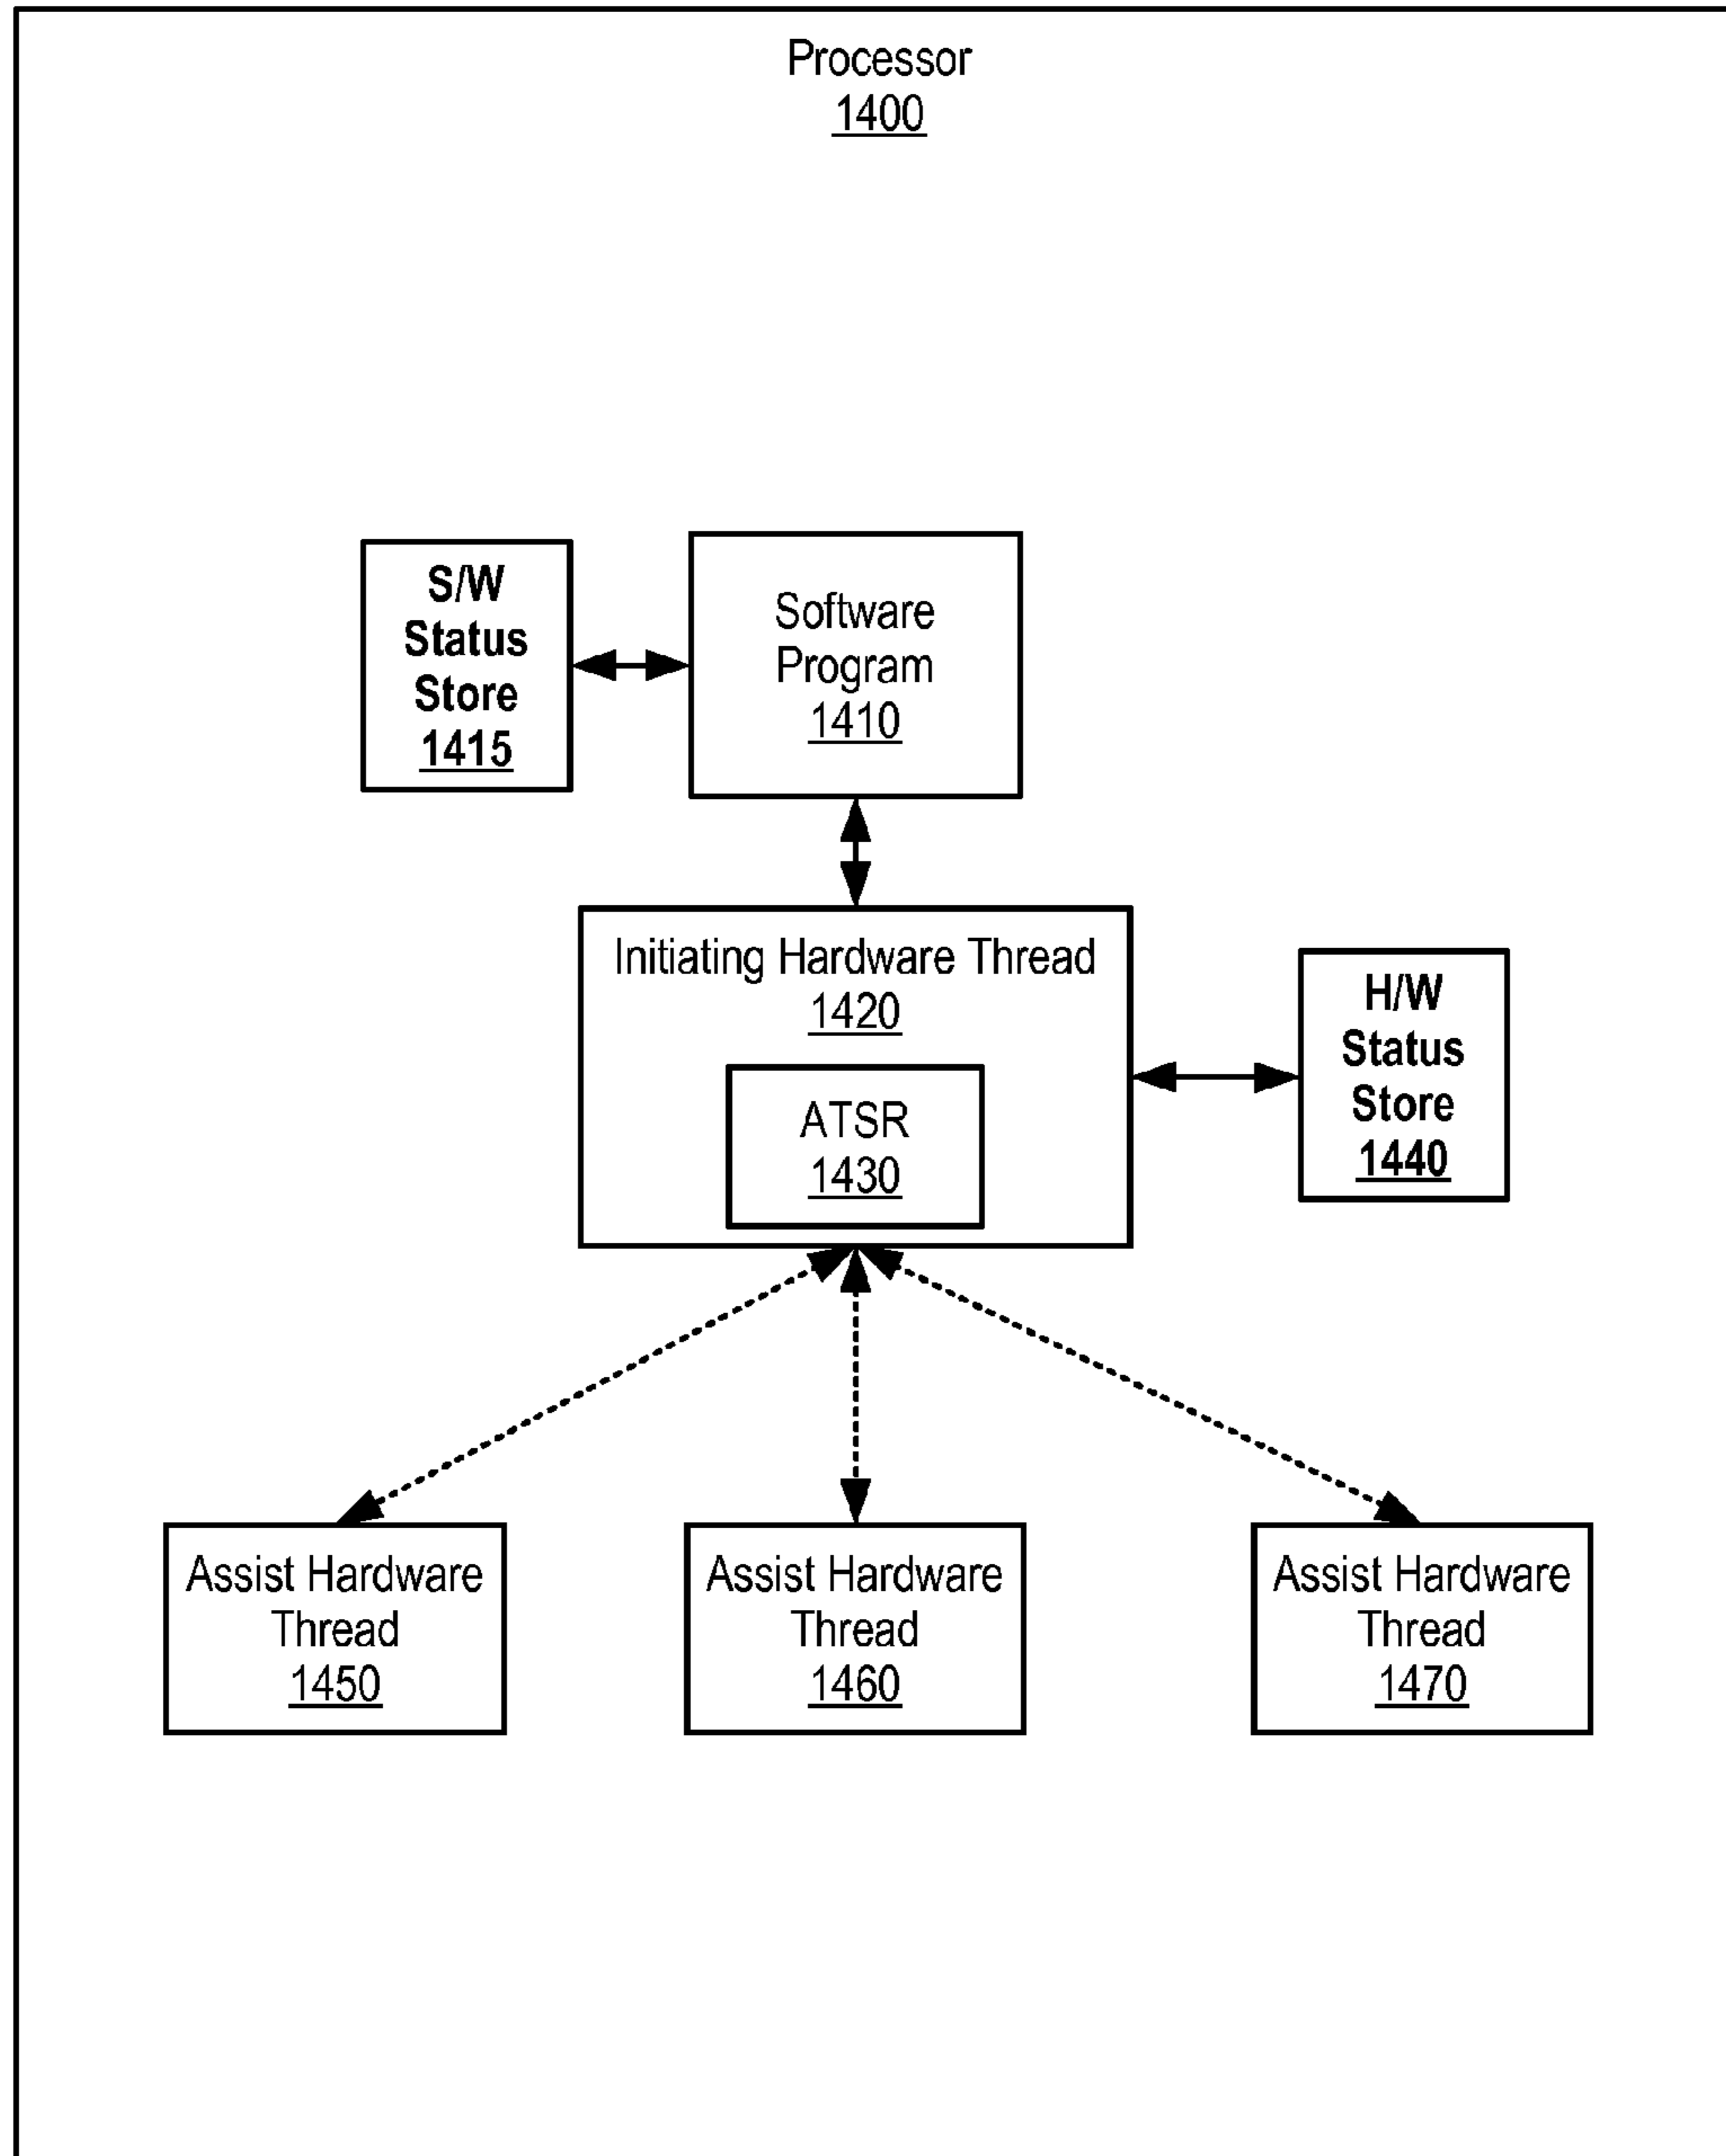 Processor
1400
S/W
Status
Store
1415
Software
Program
1410
Initiating Hardware Thread
1420
ATSR
1430
H/W
Status
Store
1440
Assist Hardware
Thread
1450
Assist Hardware
Thread
1460
Assist Hardware
Thread
1470